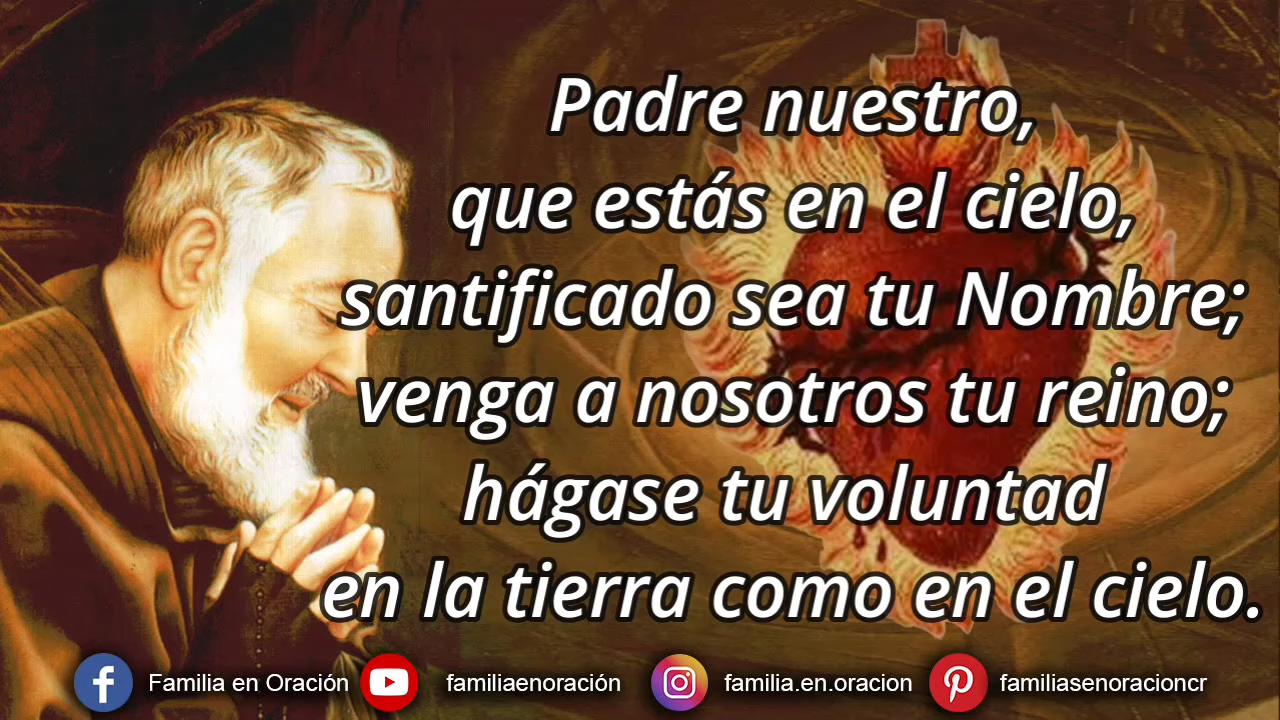 Padre nuestro,
que estás en el cielo,
santificado sea tu Nombre;
venga a nosotros tu reino;
hágase tu voluntad
en la tierra como en el cielo.
Familia en Oración familiaenoración familia.en.oracion familiasenoracioncr